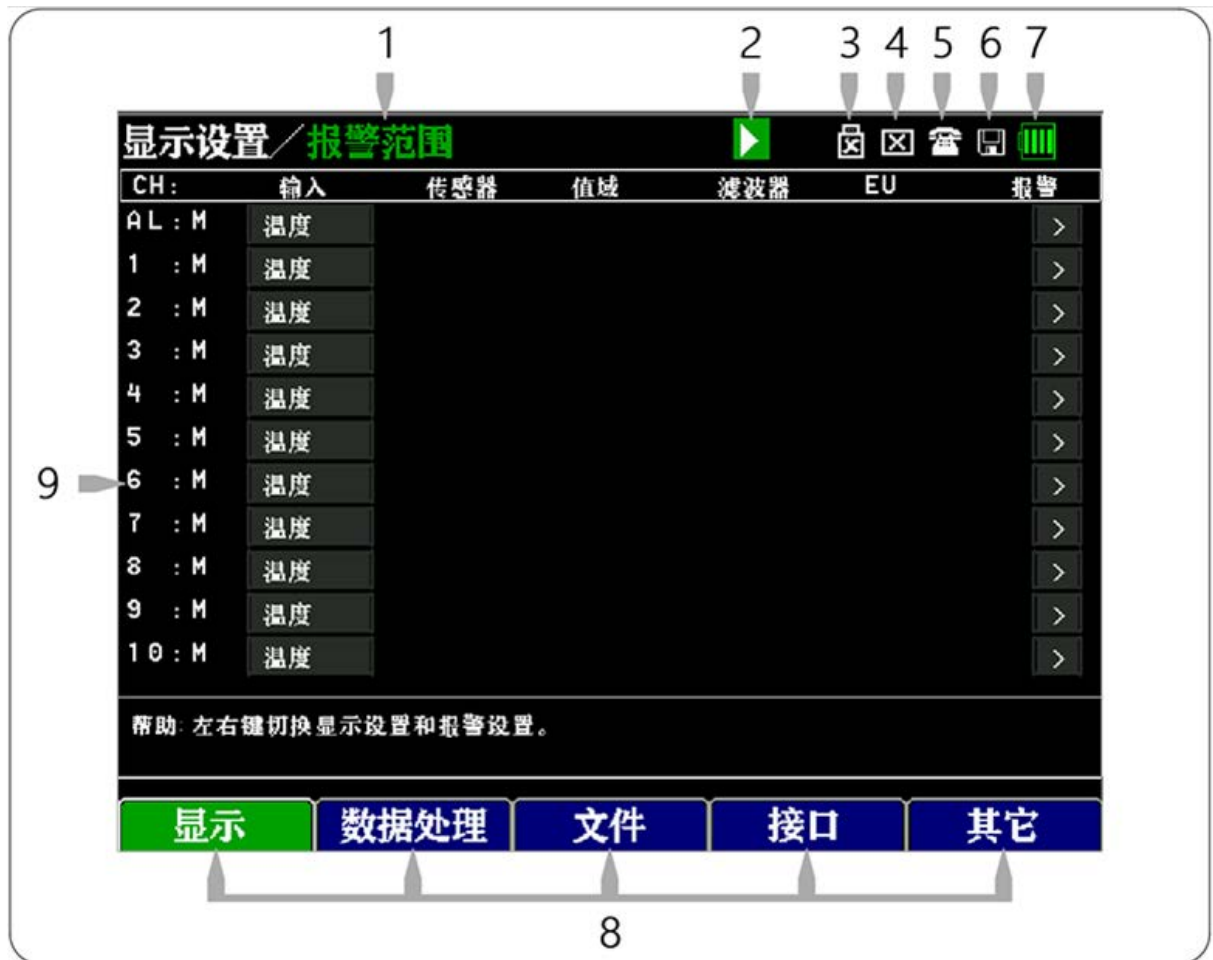 1 2 3 4 5 6 7
显示设置/报警范围
CH: 输入 传感器 值域 滤波器 EU 报警
AL:M 温度 >
1 :M 温度 >
2 :M 温度 >
3 :M 温度 >
4 :M 温度 >
5 :M 温度 >
9 6 :M 温度 >
7 :M 温度 >
8 :M 温度 >
9 :M 温度 >
10:M 温度 >
帮助:左右键切换显示设置和报警设置。
显示 数据处理 文件 接口 其它
8